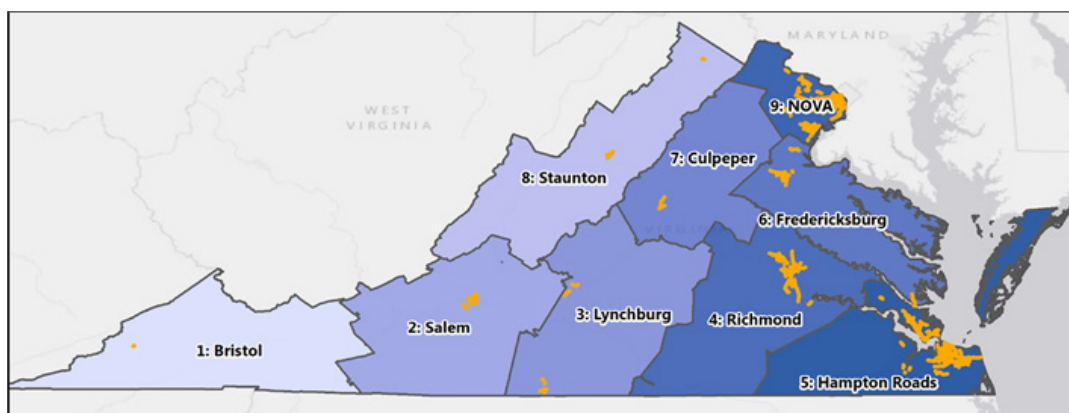 MARYLAND
WEST
VIRGINIA
9: NOVA
7: Culpeper
8: Staunton
6: Fredericksburg
VIRGINIA
3: Lynchburg
4: Richmond
2: Salem
1: Bristol
5: Hampton Roads